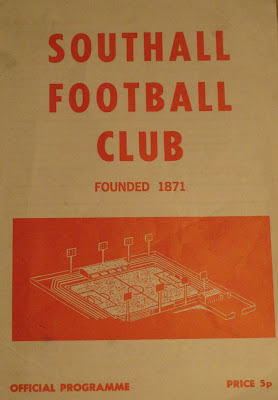 SOUTHALL
FOOTBALL
CLUB
FOUNDED 1871
OFFICIAL PROGRAMME PRICE 5p